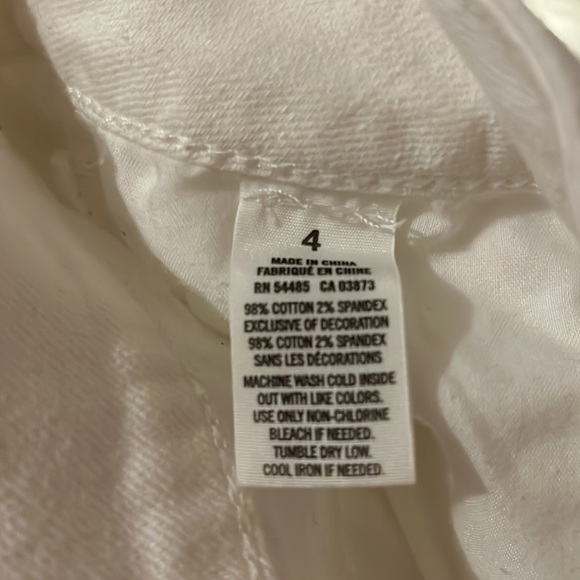 4
MADE IN CHINA
FABRIQUÉ EN CHINE
RN 54485 CA 03873
98% COTTON 2% SPANDEX
EXCLUSIVE OF DECORATION
98% COTON 2% SPANDEX
SANS LES DÉCORATIONS
MACHINE WASH COLD INSIDE
OUT WITH LIKE COLORS.
USE ONLY NON-CHLORINE
BLEACH IF NEEDED.
TUMBLE DRY LOW.
COOL IRON IF NEEDED.